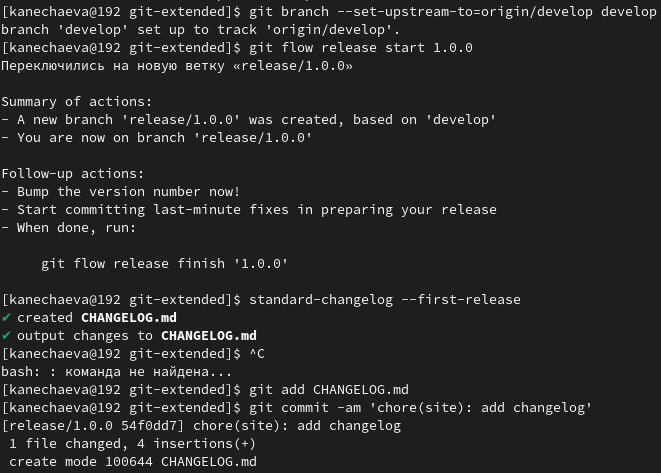 [kanechaeva@192 git-extended]$ git branch --set-upstream-to=origin/develop develop
branch 'develop' set up to track 'origin/develop'.
[kanechaeva@192 git-extended]$ git flow release start 1.0.0
Переключились на новую ветку «release/1.0.0»

Summary of actions:
- A new branch 'release/1.0.0' was created, based on 'develop'
- You are now on branch 'release/1.0.0'

Follow-up actions:
- Bump the version number now!
- Start committing last-minute fixes in preparing your release
- When done, run:

     git flow release finish '1.0.0'

[kanechaeva@192 git-extended]$ standard-changelog --first-release
✔ created CHANGELOG.md
✔ output changes to CHANGELOG.md
[kanechaeva@192 git-extended]$ ^C
bash: : команда не найдена...
[kanechaeva@192 git-extended]$ git add CHANGELOG.md
[kanechaeva@192 git-extended]$ git commit -am 'chore(site): add changelog'
[release/1.0.0 54f0dd7] chore(site): add changelog
 1 file changed, 4 insertions(+)
 create mode 100644 CHANGELOG.md